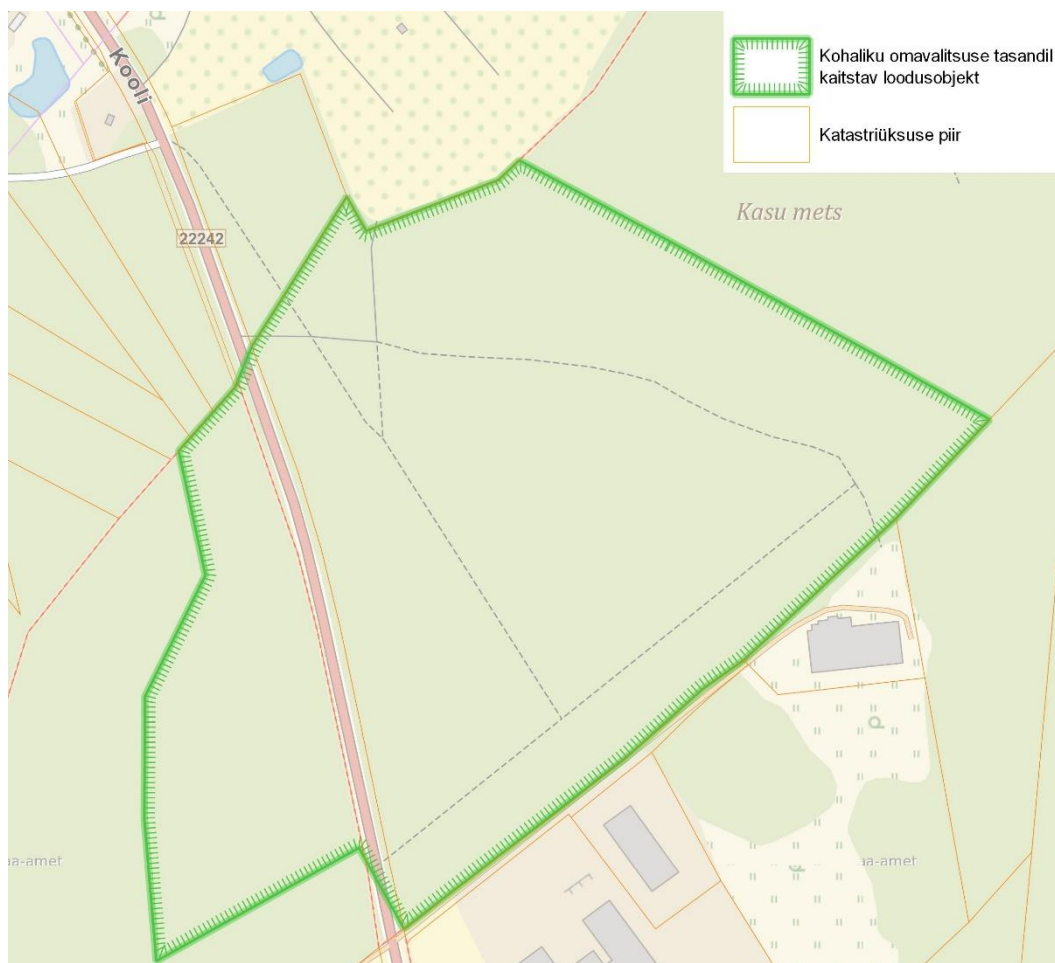 Kooli
Kohaliku omavalitsuse tasandil
kaitstav loodusobjekt
Katastriüksuse piir
Kasu mets
22242
aa-amet
aa-amet